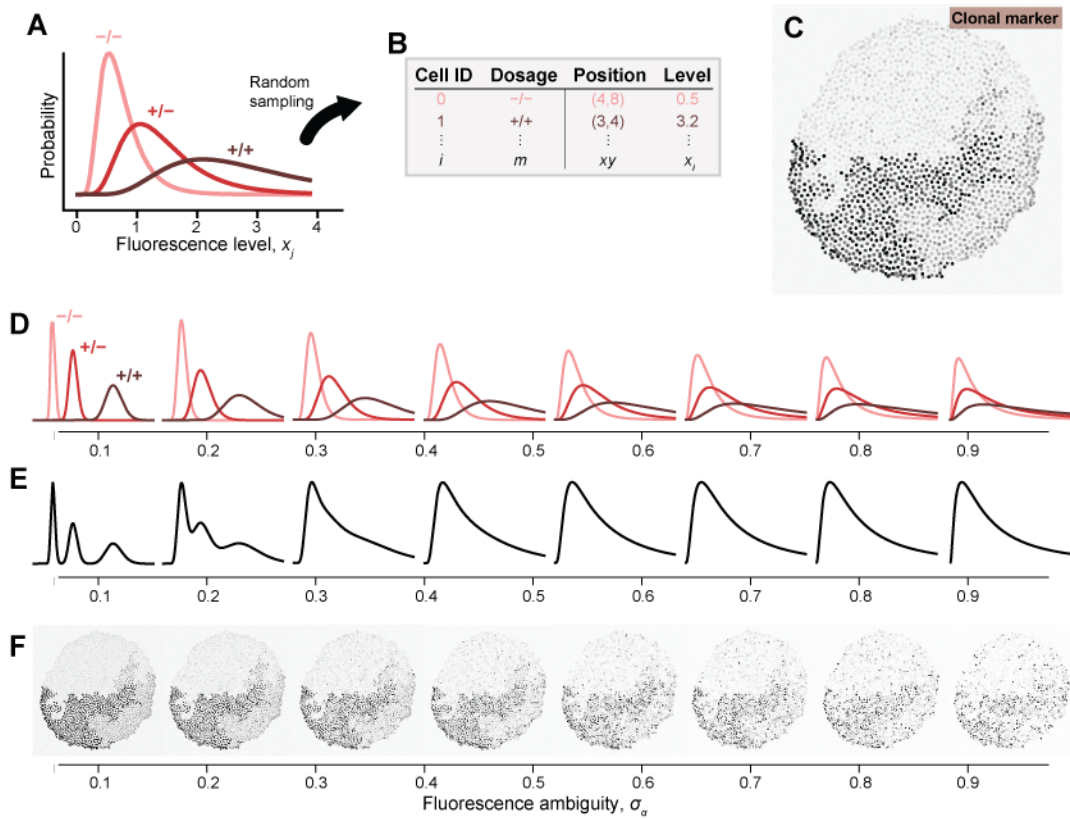 A
−/−
+/−
+/+
Probability
0 1 2 3 4
Fluorescence level, xj
Random
sampling
B
Cell ID Dosage Position Level
0 −/− (4,8) 0.5
1 +/+ (3,4) 3.2
⋮ ⋮ ⋮ ⋮
i m xy xi
C
Clonal marker
D
−/−
+/−
+/+
0.1 0.2 0.3 0.4 0.5 0.6 0.7 0.8 0.9
E
0.1 0.2 0.3 0.4 0.5 0.6 0.7 0.8 0.9
F
0.1 0.2 0.3 0.4 0.5 0.6 0.7 0.8 0.9
Fluorescence ambiguity, σα